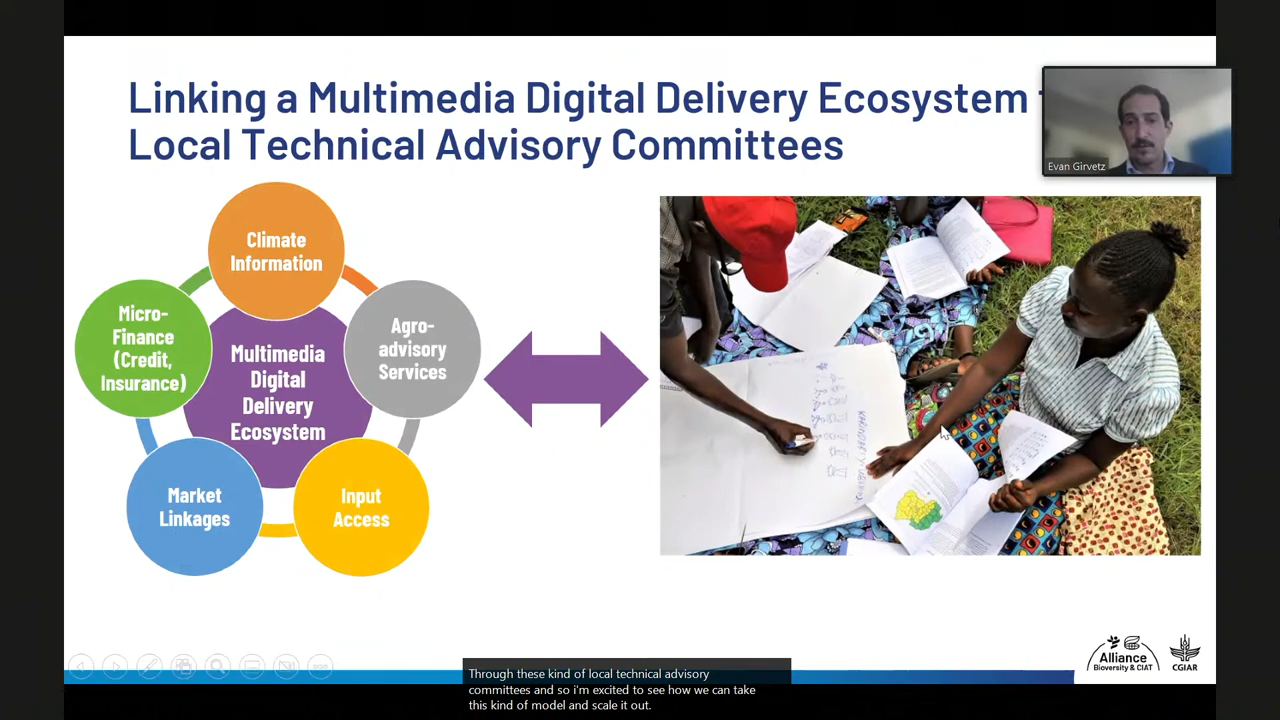 Linking a Multimedia Digital Delivery Ecosystem
Local Technical Advisory Committees
Evan Girvetz
Climate
Information
Micro-
Finance
(Credit,
Insurance)
Agro-
advisory
Services
Multimedia
Digital
Delivery
Ecosystem
Market
Linkages
Input
Access
Alliance
Bioversity & CIAT
CGIAR
Through these kind of local technical advisory
committees and so i'm excited to see how we can take
this kind of model and scale it out.